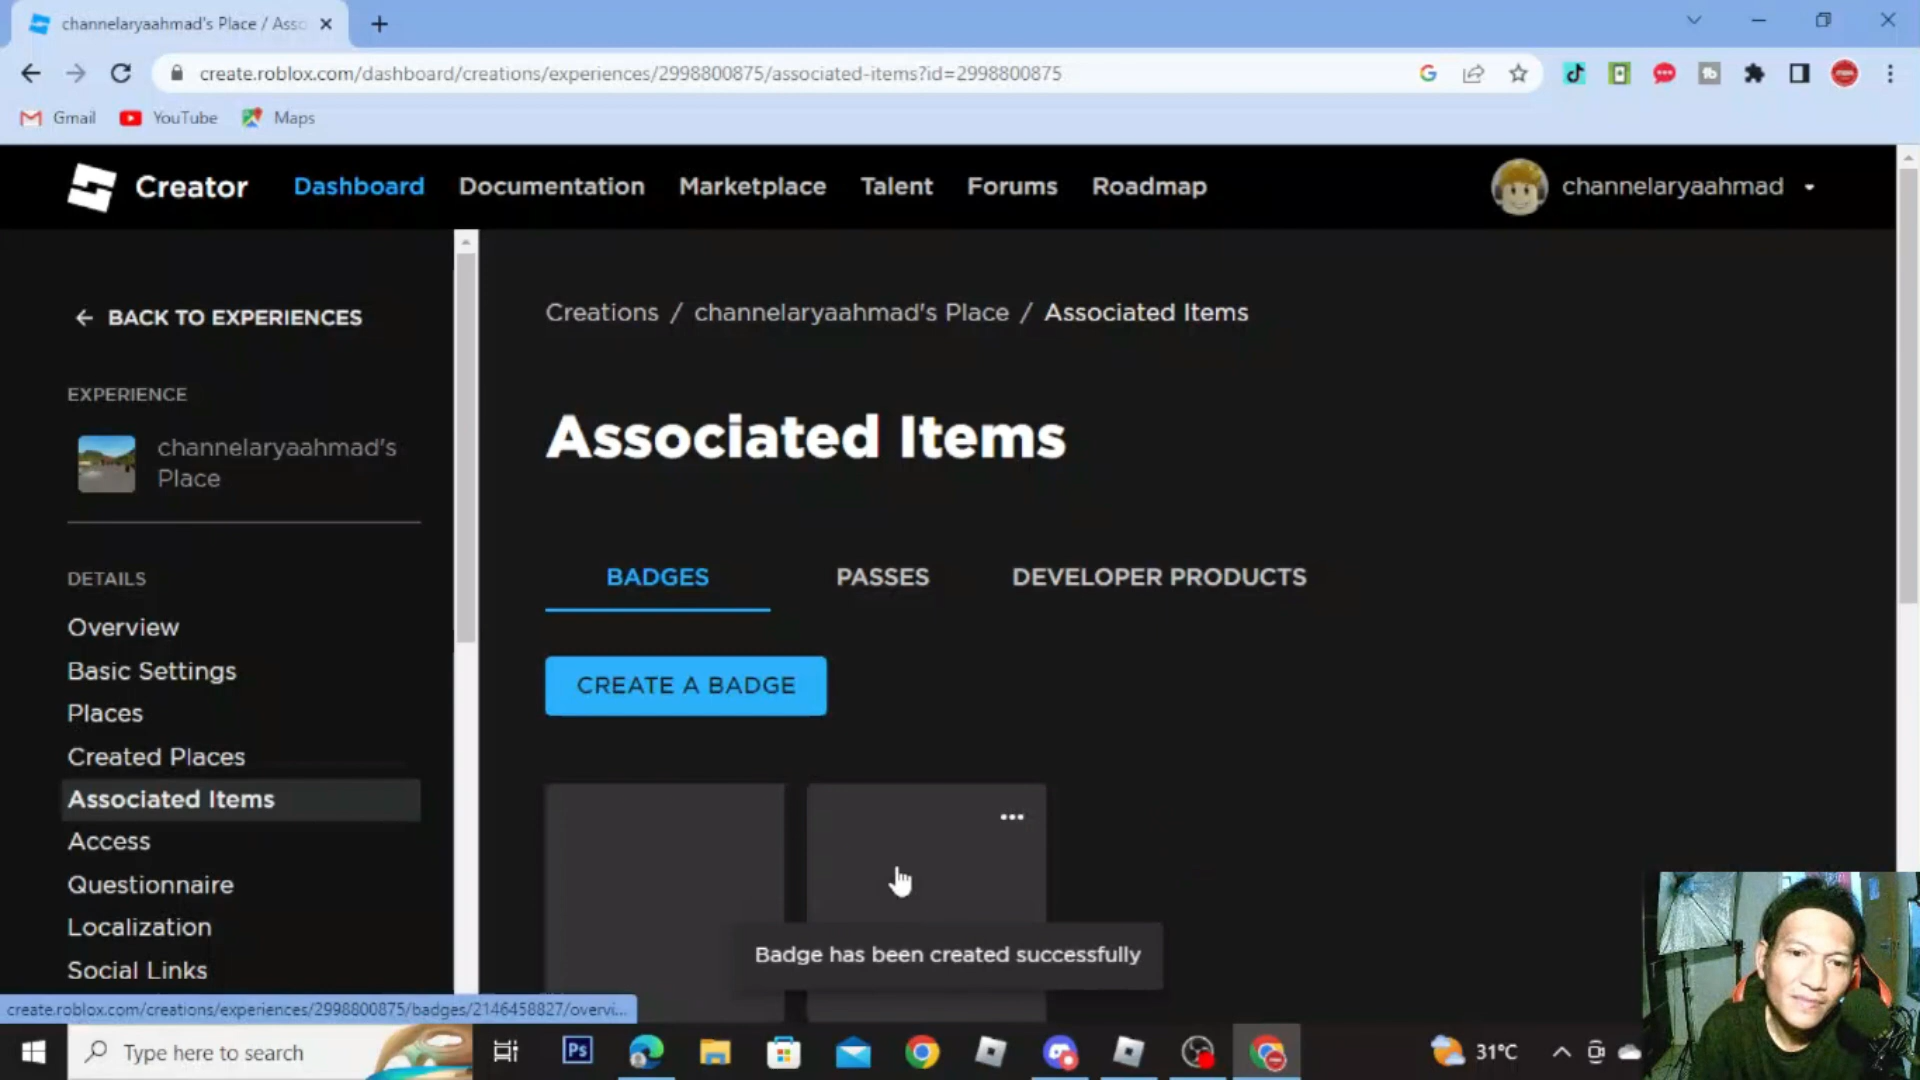 channelaryaahmad's Place / Asso
create.roblox.com/dashboard/creations/experiences/2998800875/associated-items?id=2998800875
Gmail
YouTube
Maps
Creator
Dashboard
Documentation
Marketplace
Talent
Forums
Roadmap
channelaryaahmad
BACK TO EXPERIENCES
EXPERIENCE
channelaryaahmad's
Place
DETAILS
Overview
Basic Settings
Places
Created Places
Associated Items
Access
Questionnaire
Localization
Social Links
Creations / channelaryaahmad's Place / Associated Items
Associated Items
BADGES
PASSES
DEVELOPER PRODUCTS
CREATE A BADGE
Badge has been created successfully
create.roblox.com/creations/experiences/2998800875/badges/2146458827/overvi...
Type here to search
Ps
31°C